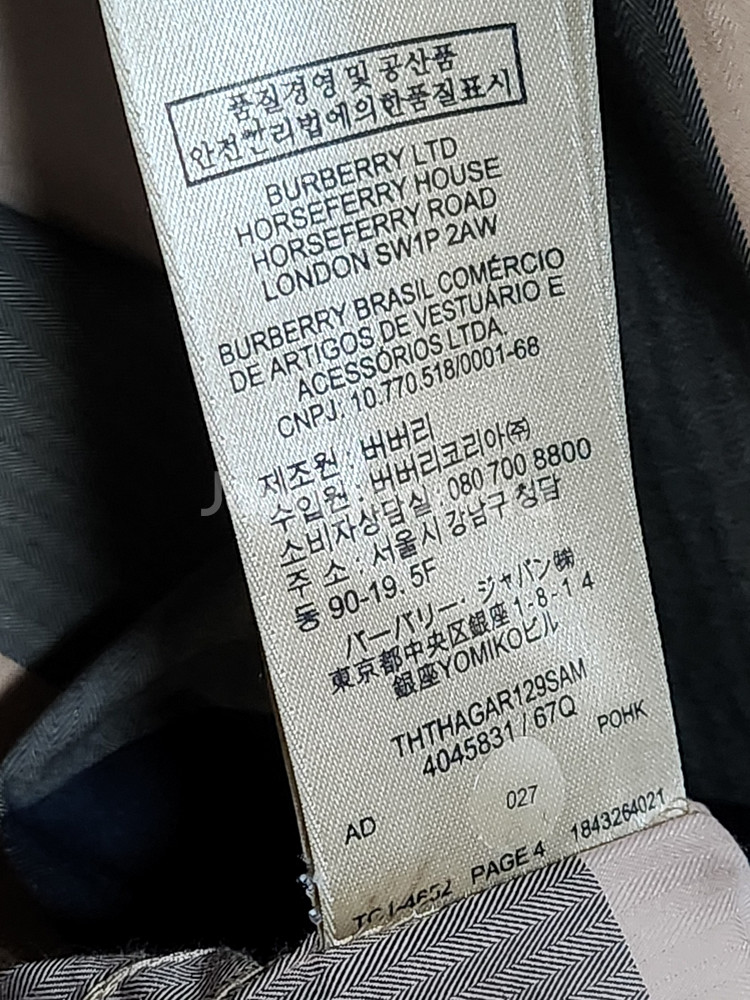 품질경영 및 공산품
안전관리법에의한품질표시
BURBERRY LTD
HORSEFERRY HOUSE
HORSEFERRY ROAD
LONDON SW1P 2AW
BURBERRY BRASIL COMÉRCIO
DE ARTIGOS DE VESTUÁRIO E
ACESSÓRIOS LTDA.
CNPJ: 10.770.518/0001-68
제조원 : 버버리
수입원 : 버버리코리아㈜
소비자상담실: 080 700 8800
주 소 : 서울시 강남구 청담
동 90-19. 5F
バーバリー・ジャパン㈱
東京都中央区銀座 1-8-1 4
銀座YOMIKOビル
THTHAGAR129SAM
4045831 / 67Q
POHK
AD 027
PAGE 4 1843264021